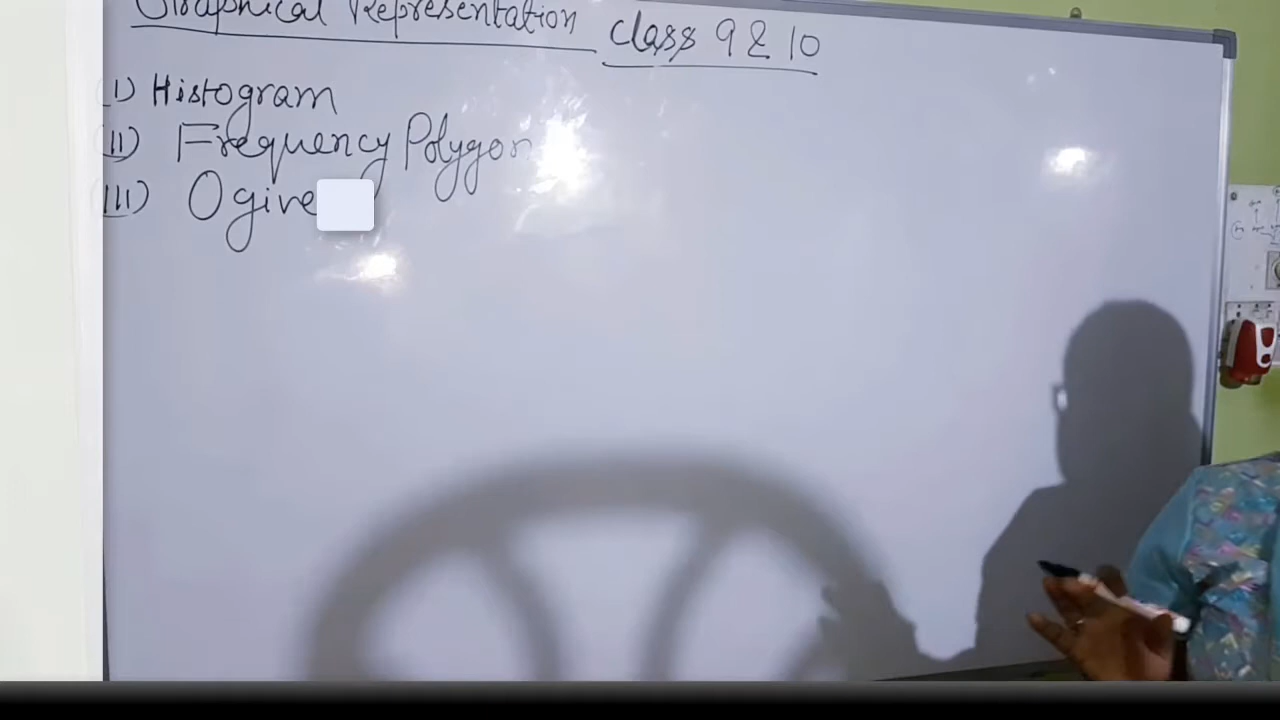 Graphical Representation class 9 & 10
(I) Histogram
(II) Frequency Polygon
(III) Ogive